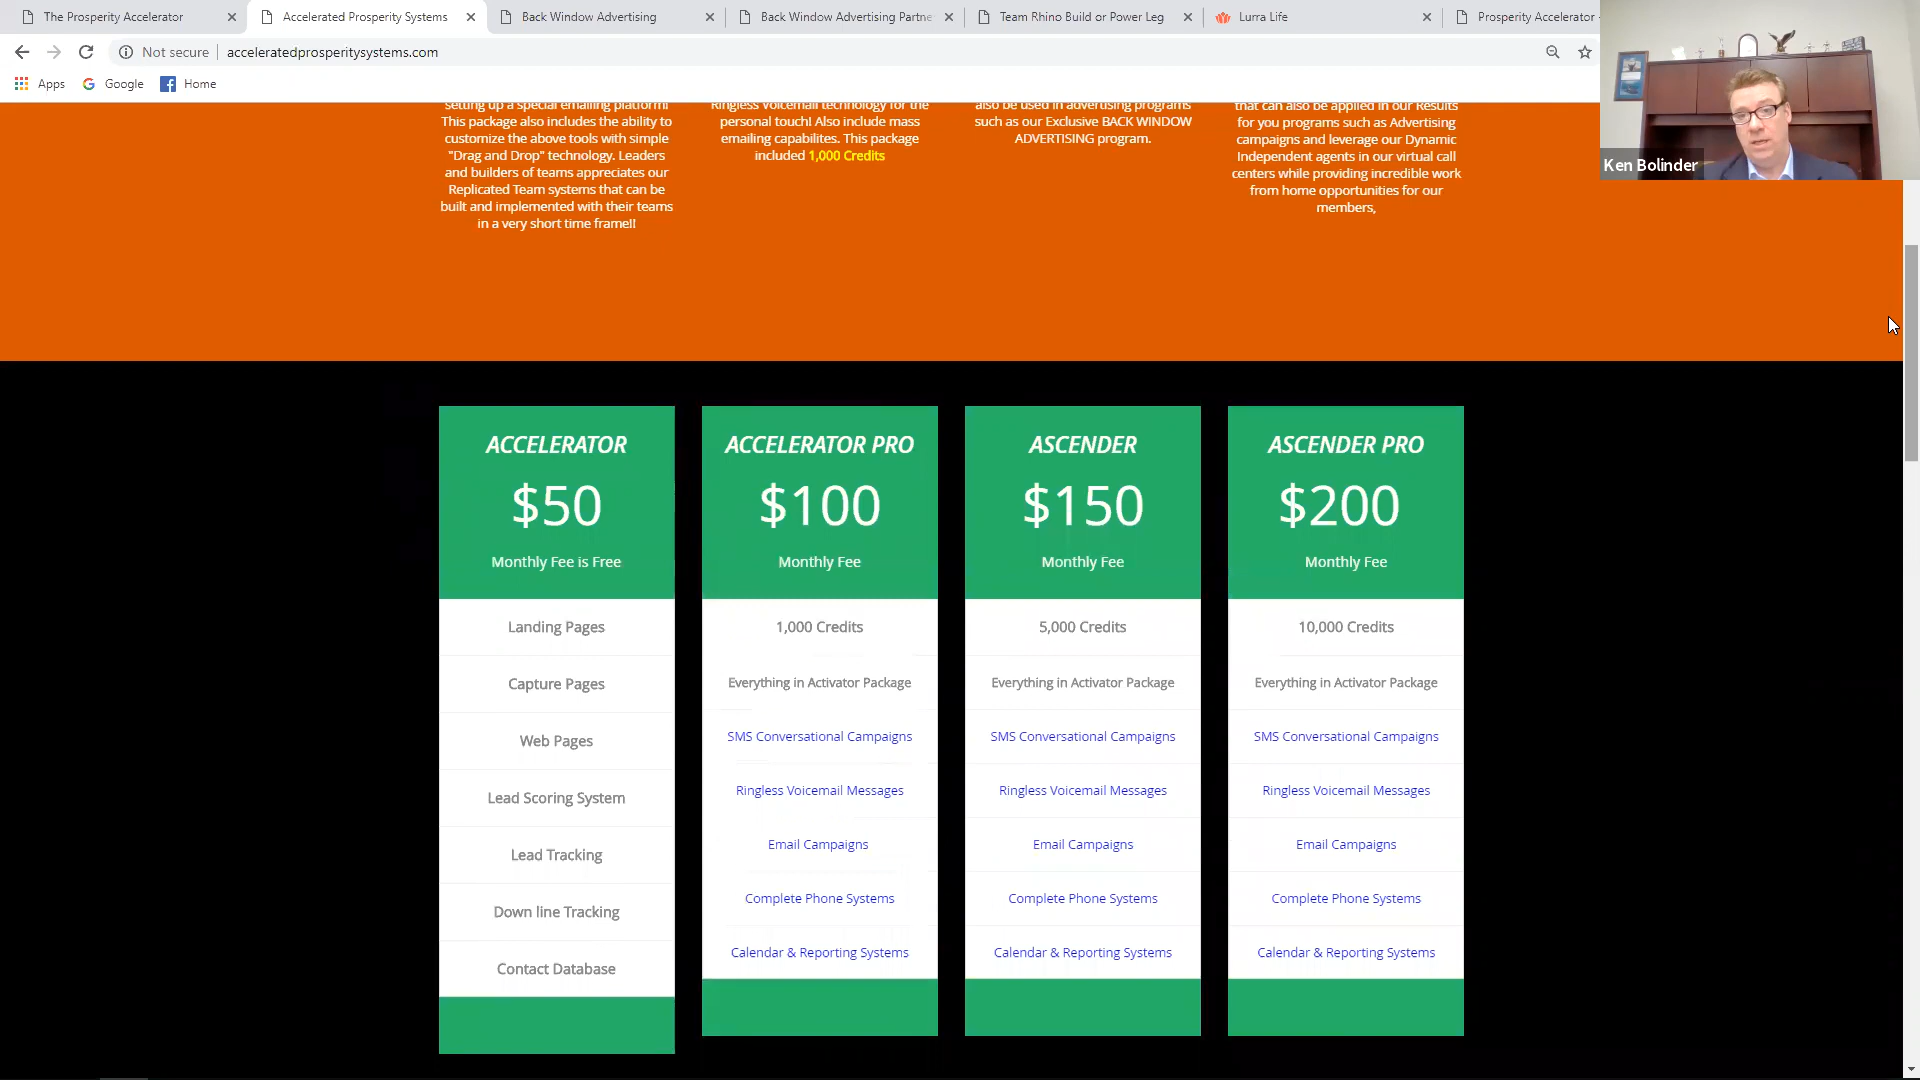 The Prosperity Accelerator
Accelerated Prosperity Systems
Back Window Advertising
Back Window Advertising Partne
Team Rhino Build or Power Leg
Lurra Life
Prosperity Accelerator
Not secure
acceleratedprosperitysystems.com
Apps
Google
Home
setting up a special emailing platform!
This package also includes the ability to
customize the above tools with simple
"Drag and Drop" technology. Leaders
and builders of teams appreciates our
Replicated Team systems that can be
built and implemented with their teams
in a very short time frame!!
Ringless Voicemail technology for the
personal touch! Also include mass
emailing capabilites. This package
included 1,000 Credits
also be used in advertising programs
such as our Exclusive BACK WINDOW
ADVERTISING program.
that can also be applied in our Results
for you programs such as Advertising
campaigns and leverage our Dynamic
Independent agents in our virtual call
centers while providing incredible work
from home opportunities for our
members,
Ken Bolinder
ACCELERATOR
$50
Monthly Fee is Free
Landing Pages
Capture Pages
Web Pages
Lead Scoring System
Lead Tracking
Down line Tracking
Contact Database
ACCELERATOR PRO
$100
Monthly Fee
1,000 Credits
Everything in Activator Package
SMS Conversational Campaigns
Ringless Voicemail Messages
Email Campaigns
Complete Phone Systems
Calendar & Reporting Systems
ASCENDER
$150
Monthly Fee
5,000 Credits
Everything in Activator Package
SMS Conversational Campaigns
Ringless Voicemail Messages
Email Campaigns
Complete Phone Systems
Calendar & Reporting Systems
ASCENDER PRO
$200
Monthly Fee
10,000 Credits
Everything in Activator Package
SMS Conversational Campaigns
Ringless Voicemail Messages
Email Campaigns
Complete Phone Systems
Calendar & Reporting Systems